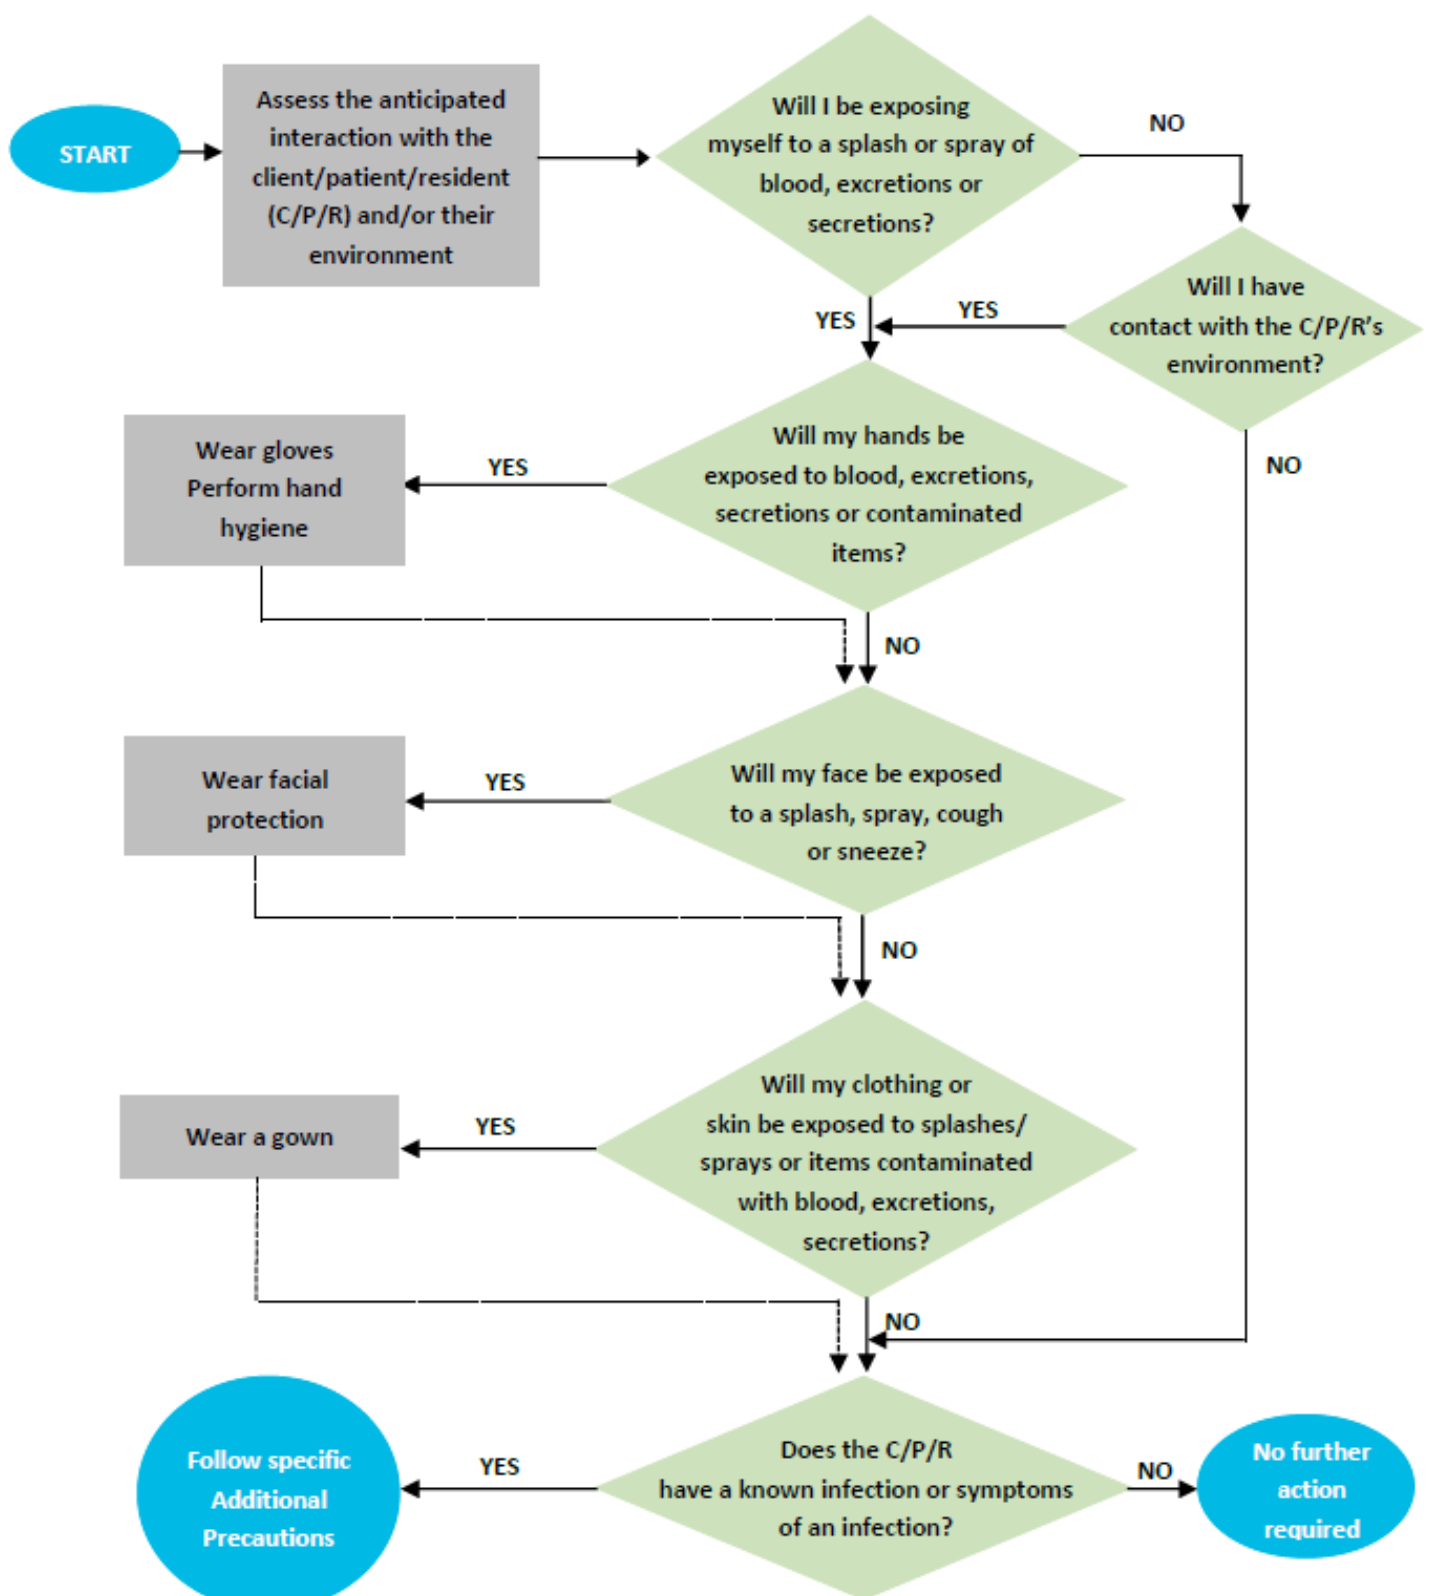 START
Assess the anticipated
interaction with the
client/patient/resident
(C/P/R) and/or their
environment
Will I be exposing
myself to a splash or spray of
blood, excretions or
secretions?
NO
YES
YES
Will I have
contact with the C/P/R's
environment?
NO
Will my hands be
exposed to blood, excretions,
secretions or contaminated
items?
YES
Wear gloves
Perform hand
hygiene
NO
Will my face be exposed
to a splash, spray, cough
or sneeze?
YES
Wear facial
protection
NO
Will my clothing or
skin be exposed to splashes/
sprays or items contaminated
with blood, excretions,
secretions?
YES
Wear a gown
NO
Does the C/P/R
have a known infection or symptoms
of an infection?
YES
Follow specific
Additional
Precautions
NO
No further
action
required